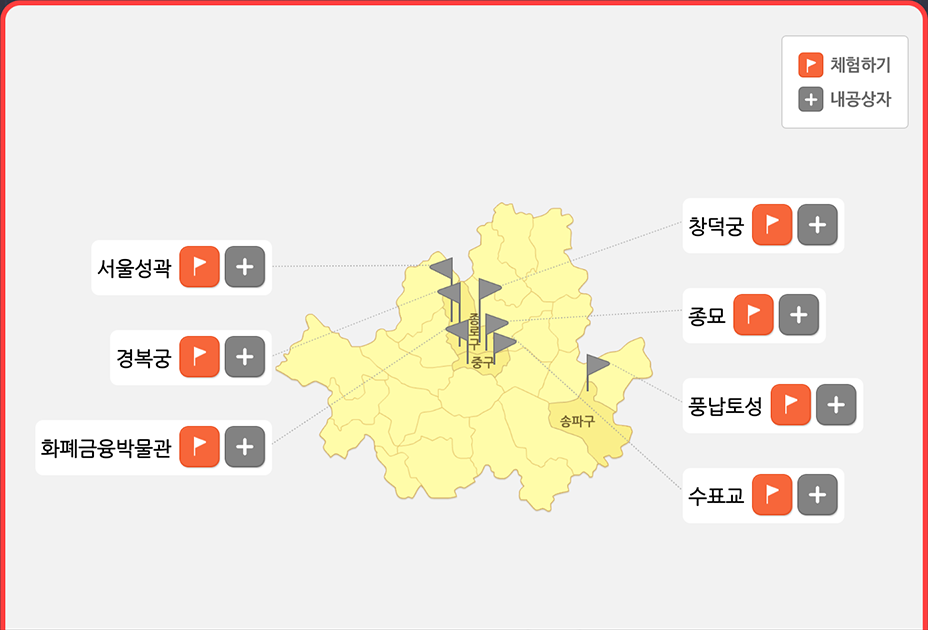 체험하기
내공상자
창덕궁
서울성곽
종묘
경복궁
종로구
중구
풍납토성
송파구
화폐금융박물관
수표교